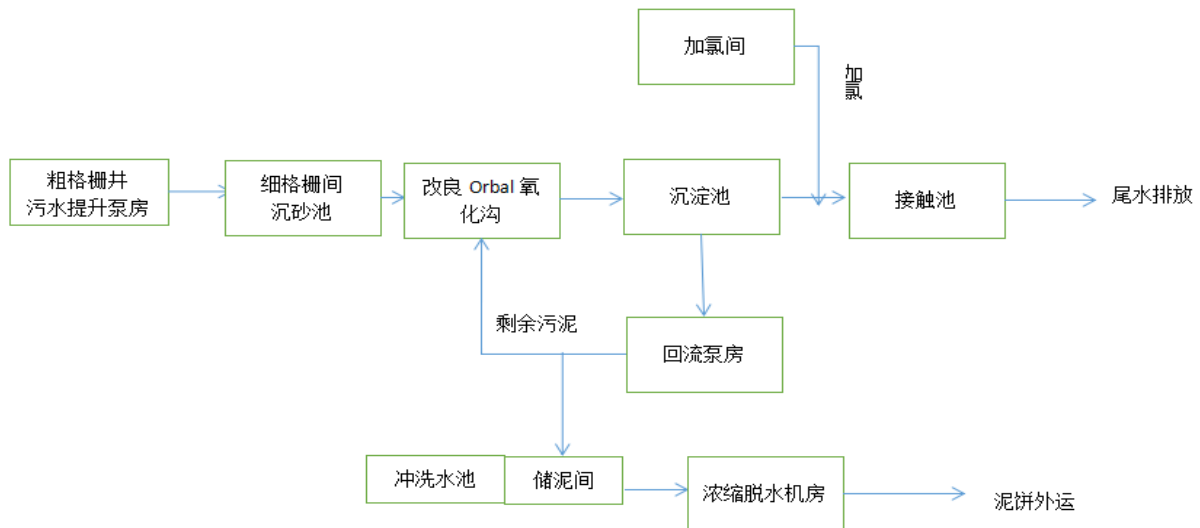 加氯间
加
氯
粗格栅井
污水提升泵房
细格栅间
沉砂池
改良 Orbal 氧
化沟
沉淀池
接触池
尾水排放
剩余污泥
回流泵房
冲洗水池
储泥间
浓缩脱水机房
泥饼外运